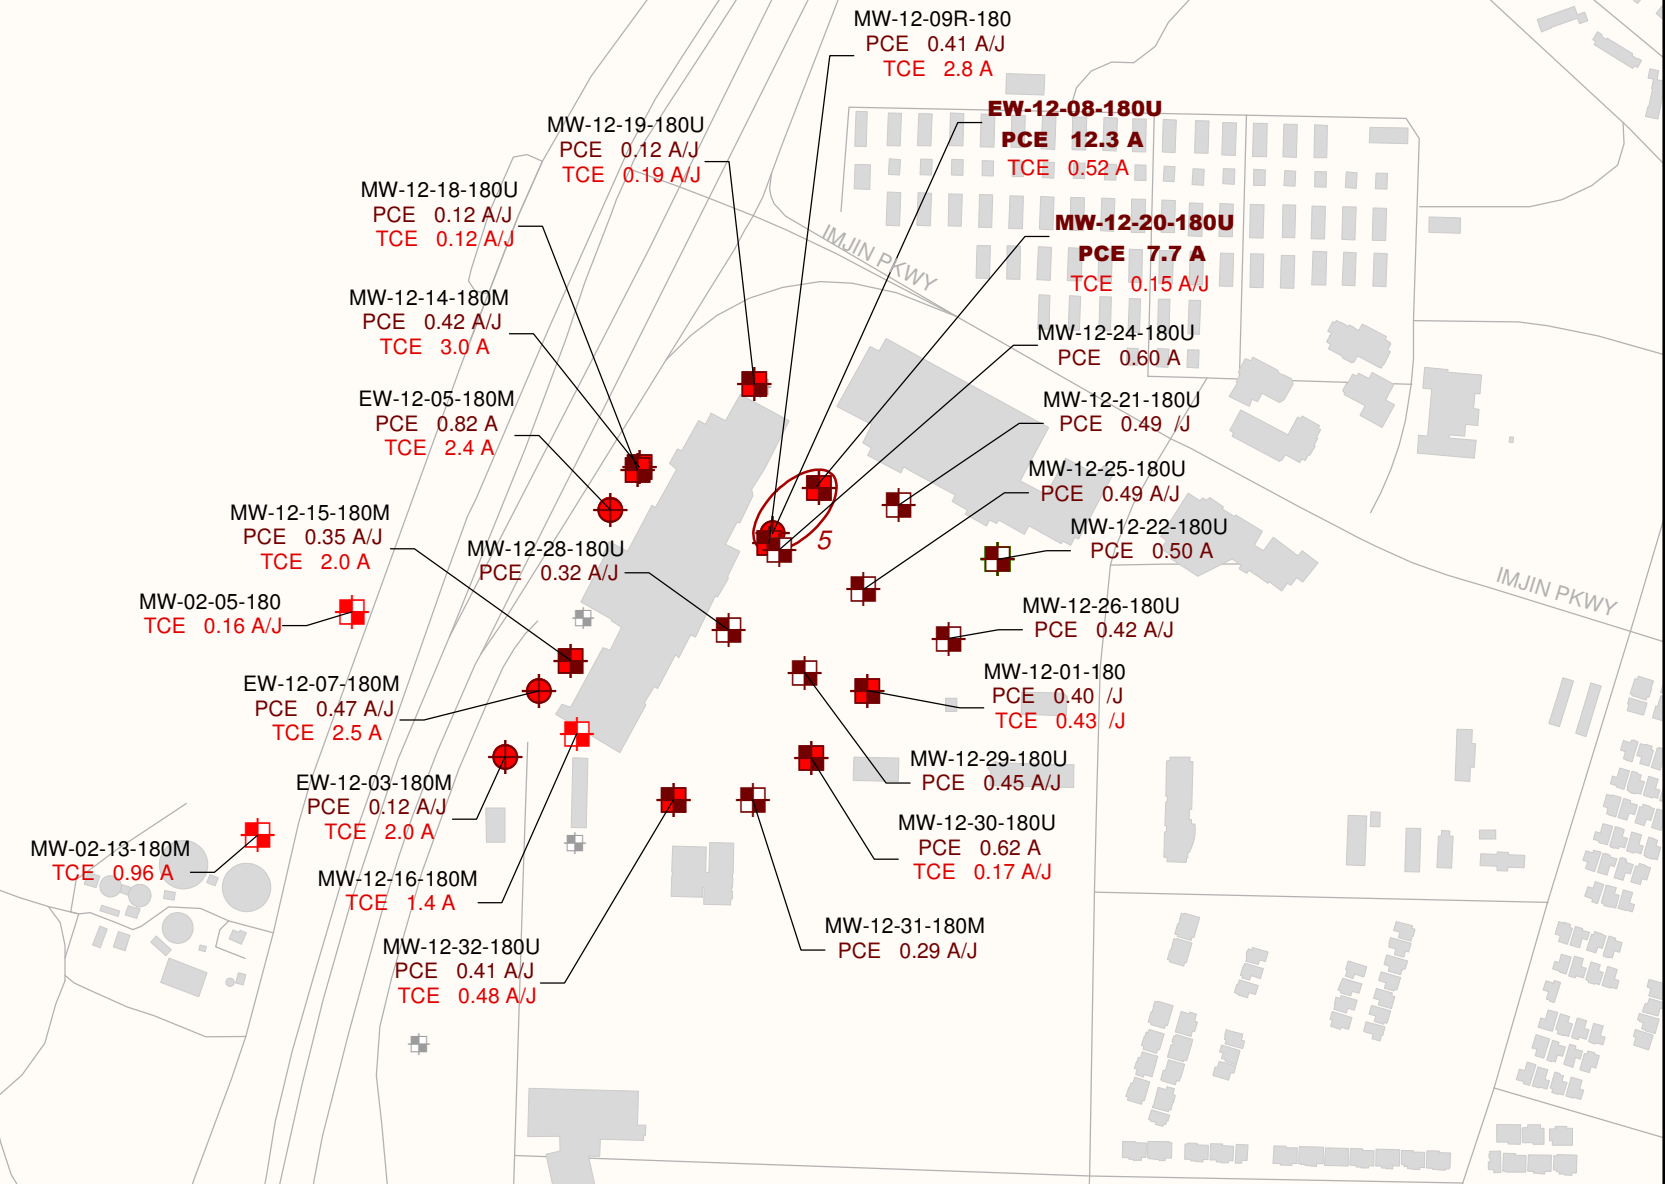 MW-12-09R-180
PCE 0.41 A/J
TCE 2.8 A
EW-12-08-180U
PCE 12.3 A
TCE 0.52 A
MW-12-19-180U
PCE 0.12 A/J
TCE 0.19 A/J
MW-12-18-180U
PCE 0.12 A/J
TCE 0.12 A/J
MW-12-20-180U
PCE 7.7 A
TCE 0.15 A/J
IMJIN PKWY
MW-12-14-180M
PCE 0.42 A/J
TCE 3.0 A
MW-12-24-180U
PCE 0.60 A
EW-12-05-180M
PCE 0.82 A
TCE 2.4 A
MW-12-21-180U
PCE 0.49 /J
MW-12-25-180U
PCE 0.49 A/J
MW-12-15-180M
PCE 0.35 A/J
TCE 2.0 A
MW-12-28-180U
PCE 0.32 A/J
5
MW-12-22-180U
PCE 0.50 A
IMJIN PKWY
MW-02-05-180
TCE 0.16 A/J
MW-12-26-180U
PCE 0.42 A/J
EW-12-07-180M
PCE 0.47 A/J
TCE 2.5 A
MW-12-01-180
PCE 0.40 /J
TCE 0.43 /J
MW-12-29-180U
PCE 0.45 A/J
EW-12-03-180M
PCE 0.12 A/J
TCE 2.0 A
MW-12-30-180U
PCE 0.62 A
TCE 0.17 A/J
MW-02-13-180M
TCE 0.96 A
MW-12-16-180M
TCE 1.4 A
MW-12-31-180M
PCE 0.29 A/J
MW-12-32-180U
PCE 0.41 A/J
TCE 0.48 A/J